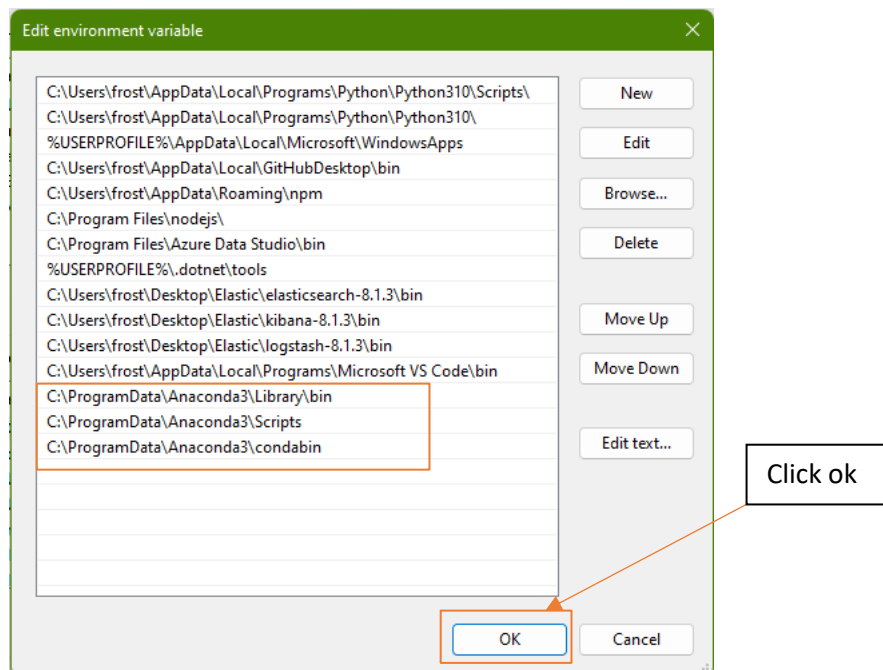 Edit environment variable
C:\Users\frost\AppData\Local\Programs\Python\Python310\Scripts\
C:\Users\frost\AppData\Local\Programs\Python\Python310\
%USERPROFILE%\AppData\Local\Microsoft\WindowsApps
C:\Users\frost\AppData\Local\GitHubDesktop\bin
C:\Users\frost\AppData\Roaming\npm
C:\Program Files\nodejs\
C:\Program Files\Azure Data Studio\bin
%USERPROFILE%\.dotnet\tools
C:\Users\frost\Desktop\Elastic\elasticsearch-8.1.3\bin
C:\Users\frost\Desktop\Elastic\kibana-8.1.3\bin
C:\Users\frost\Desktop\Elastic\logstash-8.1.3\bin
C:\Users\frost\AppData\Local\Programs\Microsoft VS Code\bin
C:\ProgramData\Anaconda3\Library\bin
C:\ProgramData\Anaconda3\Scripts
C:\ProgramData\Anaconda3\condabin
New
Edit
Browse...
Delete
Move Up
Move Down
Edit text...
Click ok
OK
Cancel